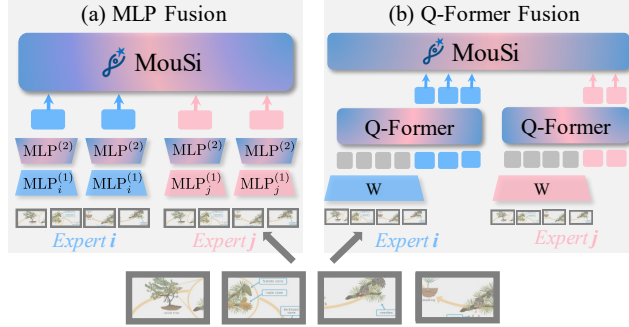 (a) MLP Fusion
MouSi
MLP⁽²⁾ MLP⁽²⁾ MLP⁽²⁾ MLP⁽²⁾
MLPᵢ⁽¹⁾ MLPᵢ⁽¹⁾ MLPⱼ⁽¹⁾ MLPⱼ⁽¹⁾
Expert i Expert j
(b) Q-Former Fusion
MouSi
Q-Former Q-Former
W W
Expert i Expert j